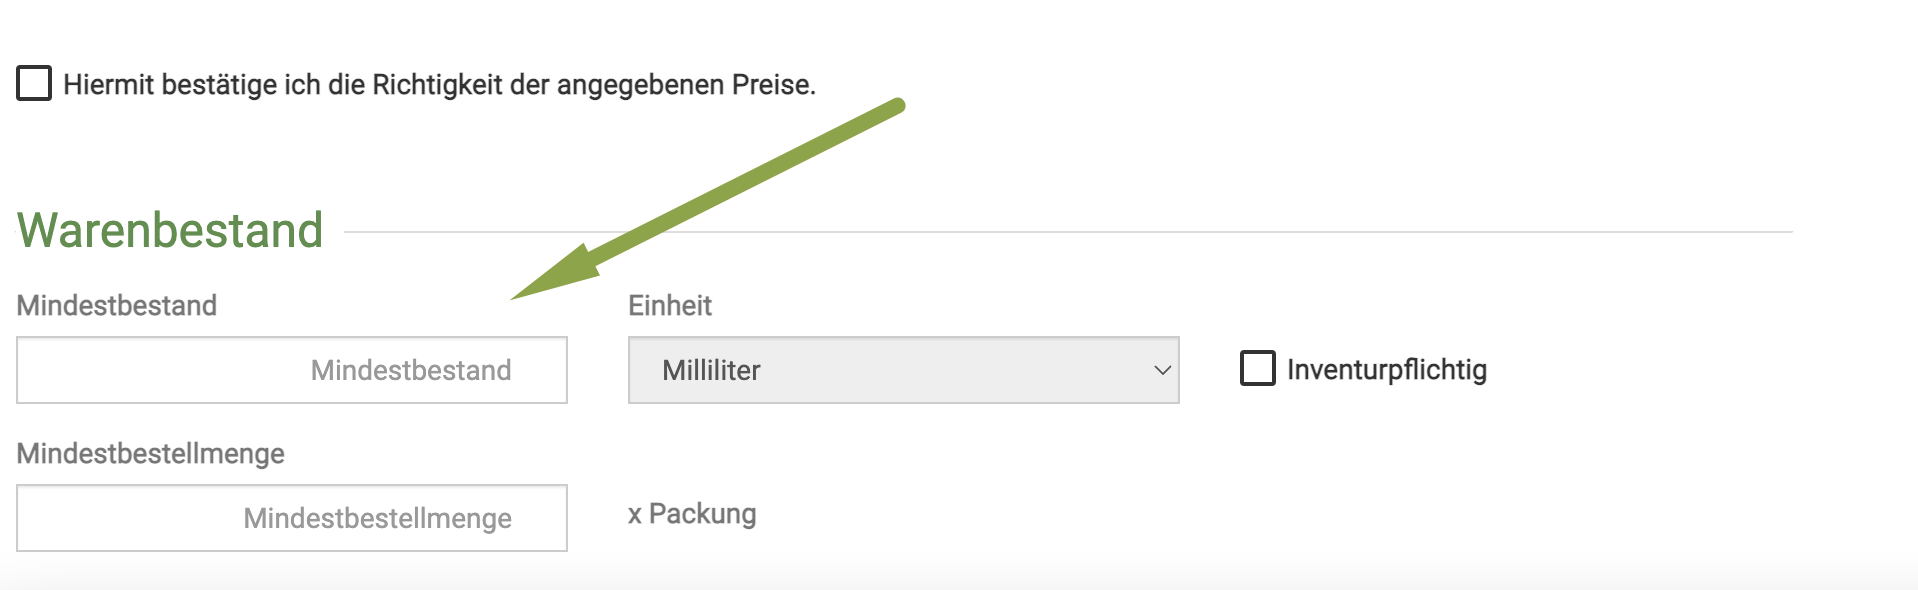 Hiermit bestätige ich die Richtigkeit der angegebenen Preise.
Warenbestand
Mindestbestand
Einheit
Mindestbestand
Milliliter
Inventurpflichtig
Mindestbestellmenge
Mindestbestellmenge
x Packung